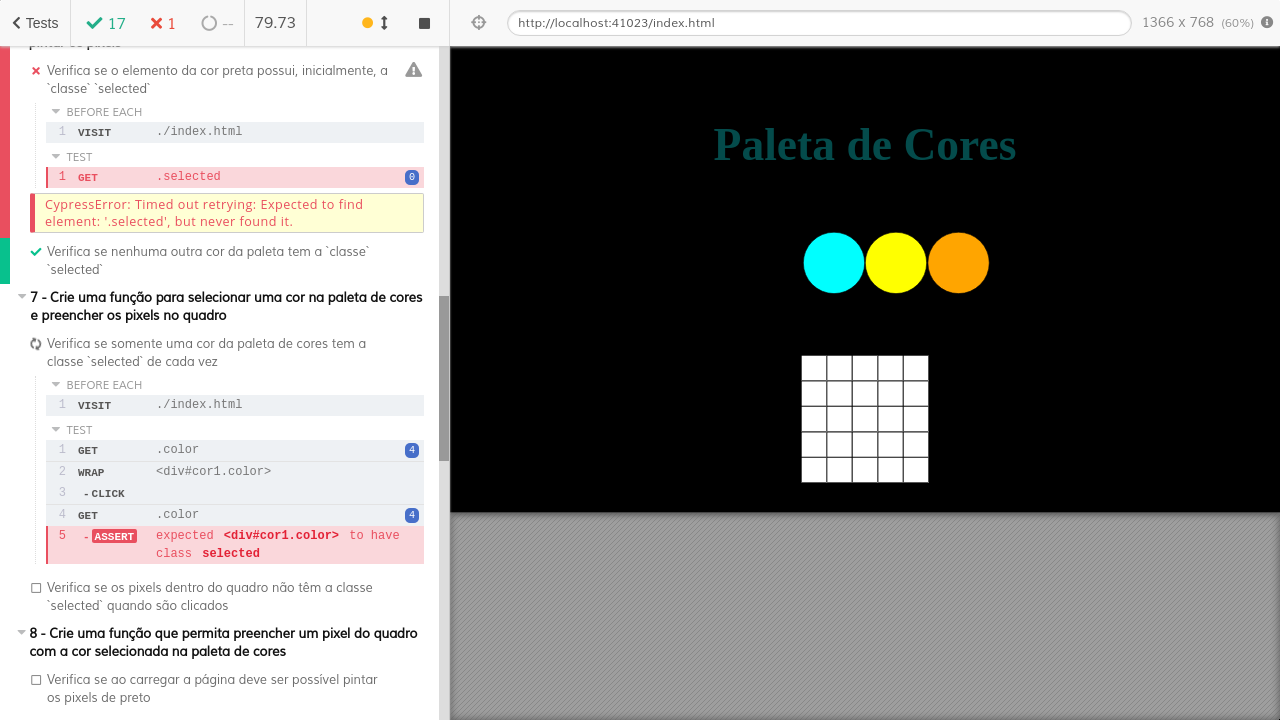 Tests
17
1
--
79.73
http://localhost:41023/index.html
1366 x 768 (60%)
pintar os pixels
Verifica se o elemento da cor preta possui, inicialmente, a
`classe` `selected`
BEFORE EACH
1 VISIT ./index.html
TEST
1 GET .selected 0
CypressError: Timed out retrying: Expected to find
element: '.selected', but never found it.
Verifica se nenhuma outra cor da paleta tem a `classe`
`selected`
7 - Crie uma função para selecionar uma cor na paleta de cores
e preencher os pixels no quadro
Verifica se somente uma cor da paleta de cores tem a
classe `selected` de cada vez
BEFORE EACH
1 VISIT ./index.html
TEST
1 GET .color 4
2 WRAP <div#cor1.color>
3 - CLICK
4 GET .color 4
5 - ASSERT expected <div#cor1.color> to have
class selected
Verifica se os pixels dentro do quadro não têm a classe
`selected` quando são clicados
8 - Crie uma função que permita preencher um pixel do quadro
com a cor selecionada na paleta de cores
Verifica se ao carregar a página deve ser possível pintar
os pixels de preto
Paleta de Cores